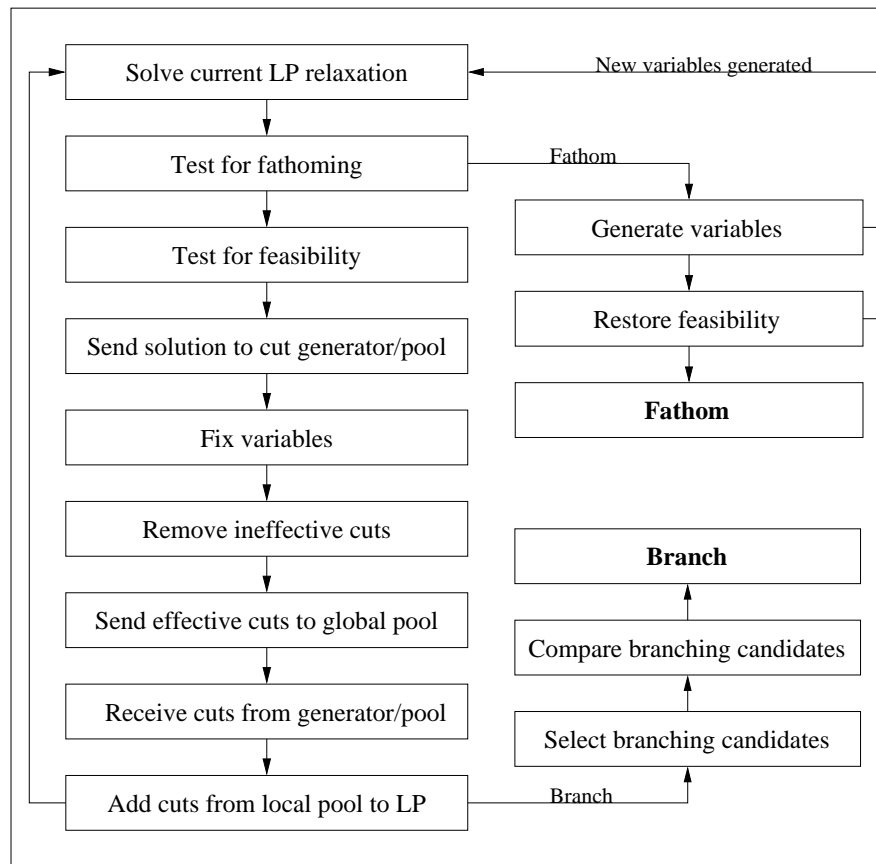 Solve current LP relaxation
New variables generated
Test for fathoming
Fathom
Generate variables
Test for feasibility
Restore feasibility
Send solution to cut generator/pool
Fathom
Fix variables
Remove ineffective cuts
Branch
Send effective cuts to global pool
Compare branching candidates
Receive cuts from generator/pool
Select branching candidates
Add cuts from local pool to LP
Branch